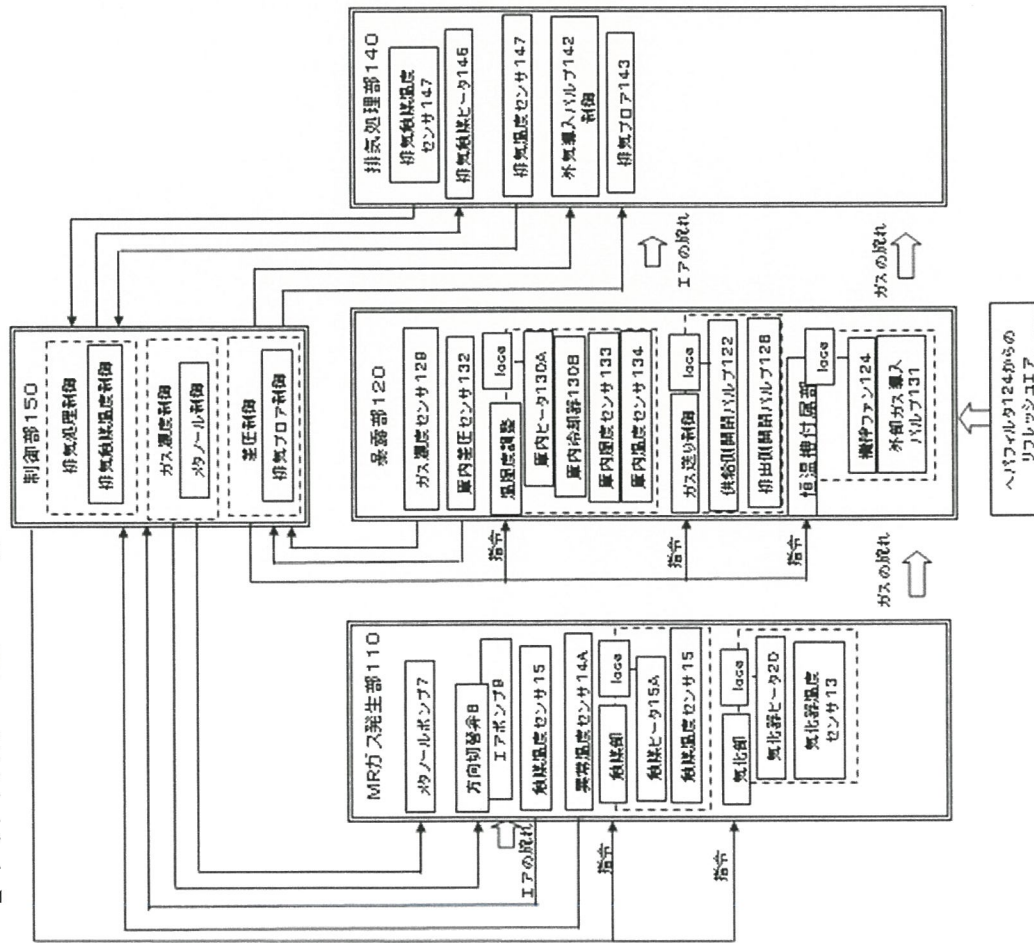 制御部150
排気処理制御
排気触媒温度制御
ガス濃度制御
メタノール制御
差圧制御
排気ブロア制御
MRガス発生部110
メタノールポンプ7
方向切替弁8
エアポンプ9
エアの流れ
触媒温度センサ15
異常温度センサ14A
指令
触媒御
lace
触媒ヒータ15A
触媒温度センサ15
指令
気化御
lace
気化器ヒータ20
気化器温度
センサ13
ガスの流れ
暴露部120
ガス濃度センサ129
庫内差圧センサ132
指令
温湿度調整
lace
庫内ヒータ130A
庫内冷却器130B
庫内湿度センサ133
庫内温度センサ134
指令
ガス送り制御
lace
供給側開閉バルブ122
排出側開閉バルブ128
指令
恒温槽付属部
lace
攪拌ファン124
外部ガス導入
バルブ131
ヘパフィルタ124からの
リフレッシュエア
排気処理部140
排気触媒温度
センサ147
排気触媒ヒータ146
排気温度センサ147
外気導入バルブ142
制御
排気ブロア143
エアの流れ
ガスの流れ